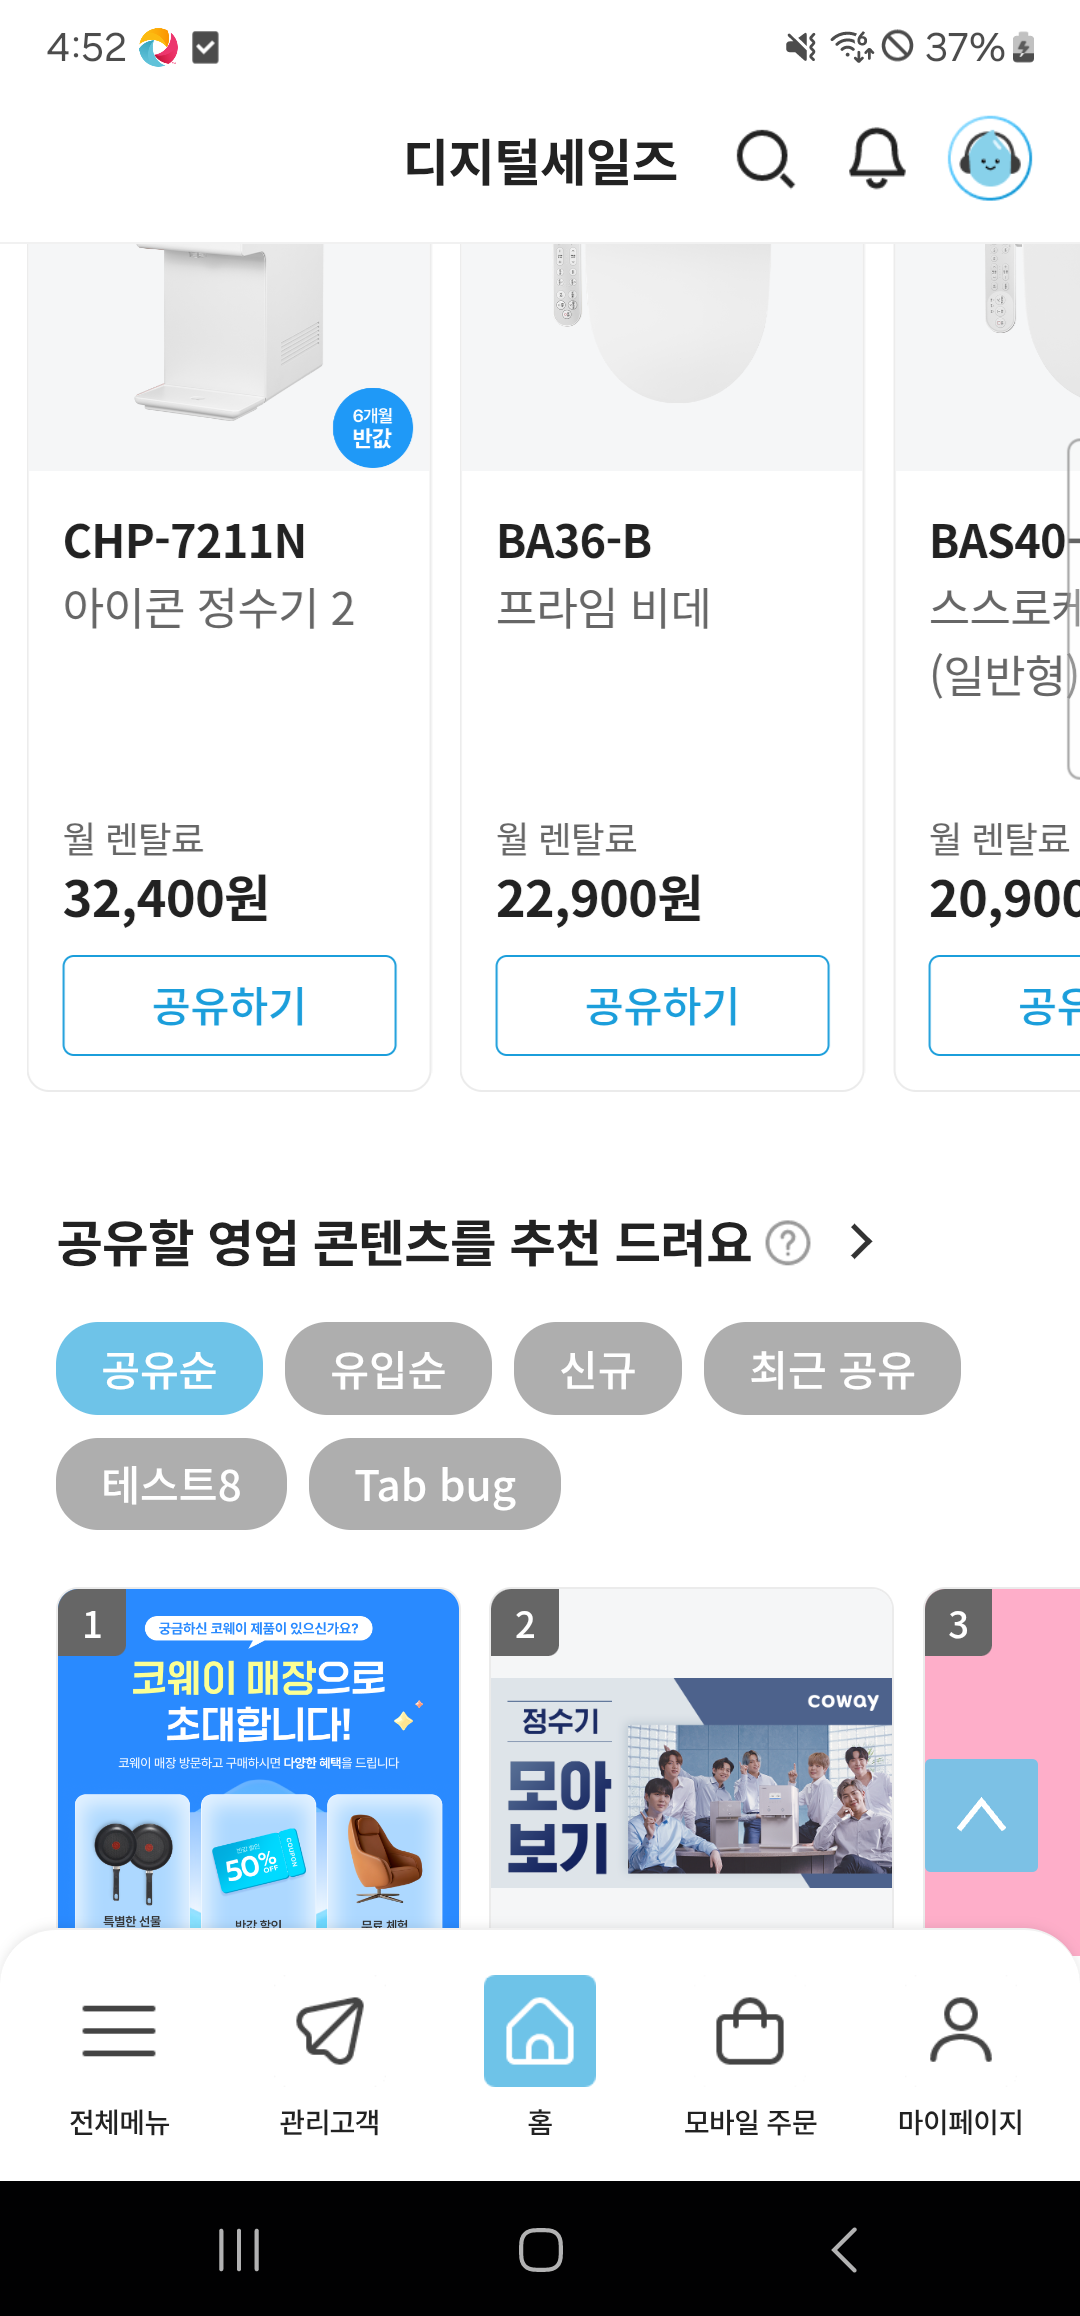 4:52
37%
디지털세일즈
6개월
반값
CHP-7211N
아이콘 정수기 2
월 렌탈료
32,400원
공유하기
BA36-B
프라임 비데
월 렌탈료
22,900원
공유하기
BAS40-
스스로케
(일반형)
월 렌탈료
20,900
공유
공유할 영업 콘텐츠를 추천 드려요 ?
공유순
유입순
신규
최근 공유
테스트8
Tab bug
1
궁금하신 코웨이 제품이 있으신가요?
코웨이 매장으로
초대합니다!
코웨이 매장 방문하고 구매하시면 다양한 혜택을 드립니다
특별한 선물
50%
OFF
COUPON
반값 할인
무료 체험
2
coway
정수기
모아
보기
3
전체메뉴
관리고객
홈
모바일 주문
마이페이지